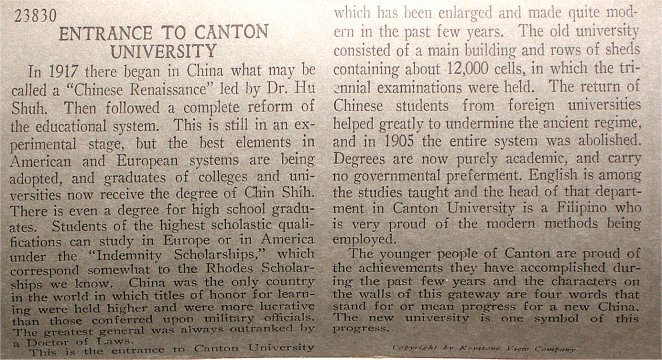 23830
ENTRANCE TO CANTON
UNIVERSITY
In 1917 there began in China what may be
called a "Chinese Renaissance" led by Dr. Hu
Shuh. Then followed a complete reform of
the educational system. This is still in an ex-
perimental stage, but the best elements in
American and European systems are being
adopted, and graduates of colleges and uni-
versities now receive the degree of Chin Shih.
There is even a degree for high school gradu-
ates. Students of the highest scholastic quali-
fications can study in Europe or in America
under the "Indemnity Scholarships," which
correspond somewhat to the Rhodes Scholar-
ships we know. China was the only country
in the world in which titles of honor for learn-
ing were held higher and were more lucrative
than those conferred upon military officials.
The greatest general was always outranked by
a Doctor of Laws.
This is the entrance to Canton University
which has been enlarged and made quite mod-
ern in the past few years. The old university
consisted of a main building and rows of sheds
containing about 12,000 cells, in which the tri-
ennial examinations were held. The return of
Chinese students from foreign universities
helped greatly to undermine the ancient regime,
and in 1905 the entire system was abolished.
Degrees are now purely academic, and carry
no governmental preferment. English is among
the studies taught and the head of that depart-
ment in Canton University is a Filipino who
is very proud of the modern methods being
employed.
The younger people of Canton are proud of
the achievements they have accomplished dur-
ing the past few years and the characters on
the walls of this gateway are four words that
stand for or mean progress for a new China.
The new university is one symbol of this
progress.
Copyright by Keystone View Company